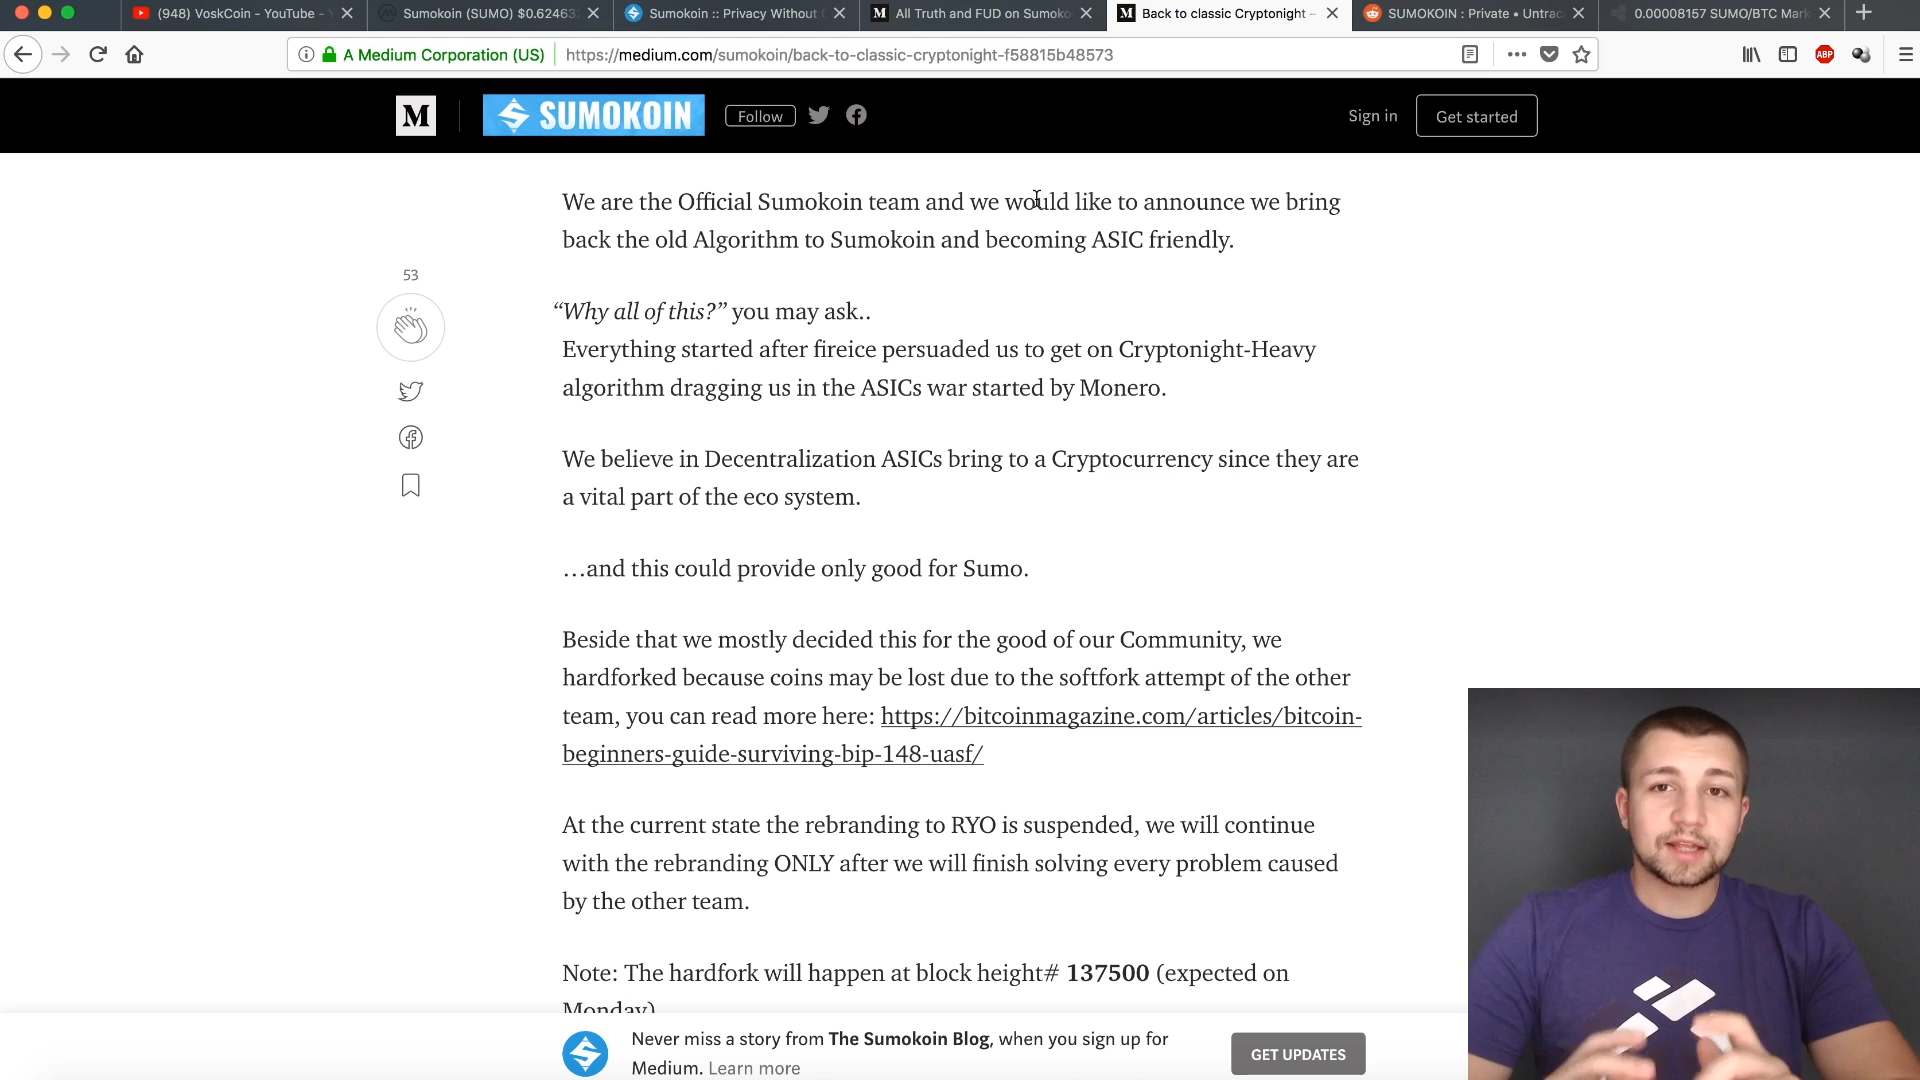 (948) VoskCoin - YouTube -
Sumokoin (SUMO) $0.62463
Sumokoin :: Privacy Without
All Truth and FUD on Sumoko
Back to classic Cryptonight –
SUMOKOIN : Private • Untrac
0.00008157 SUMO/BTC Mark
A Medium Corporation (US)
https://medium.com/sumokoin/back-to-classic-cryptonight-f58815b48573
ABP
M
SUMOKOIN
Follow
Sign in
Get started
We are the Official Sumokoin team and we would like to announce we bring
back the old Algorithm to Sumokoin and becoming ASIC friendly.
53
“Why all of this?” you may ask..
Everything started after fireice persuaded us to get on Cryptonight-Heavy
algorithm dragging us in the ASICs war started by Monero.
We believe in Decentralization ASICs bring to a Cryptocurrency since they are
a vital part of the eco system.
…and this could provide only good for Sumo.
Beside that we mostly decided this for the good of our Community, we
hardforked because coins may be lost due to the softfork attempt of the other
team, you can read more here: https://bitcoinmagazine.com/articles/bitcoin-
beginners-guide-surviving-bip-148-uasf/
At the current state the rebranding to RYO is suspended, we will continue
with the rebranding ONLY after we will finish solving every problem caused
by the other team.
Note: The hardfork will happen at block height# 137500 (expected on
Monday)
Never miss a story from The Sumokoin Blog, when you sign up for
Medium. Learn more
GET UPDATES